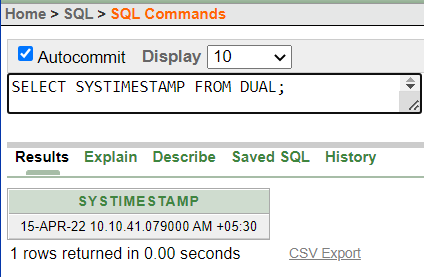 Home > SQL > SQL Commands
Autocommit Display 10
SELECT SYSTIMESTAMP FROM DUAL;
Results Explain Describe Saved SQL History
SYSTIMESTAMP
15-APR-22 10.10.41.079000 AM +05:30
1 rows returned in 0.00 seconds CSV Export